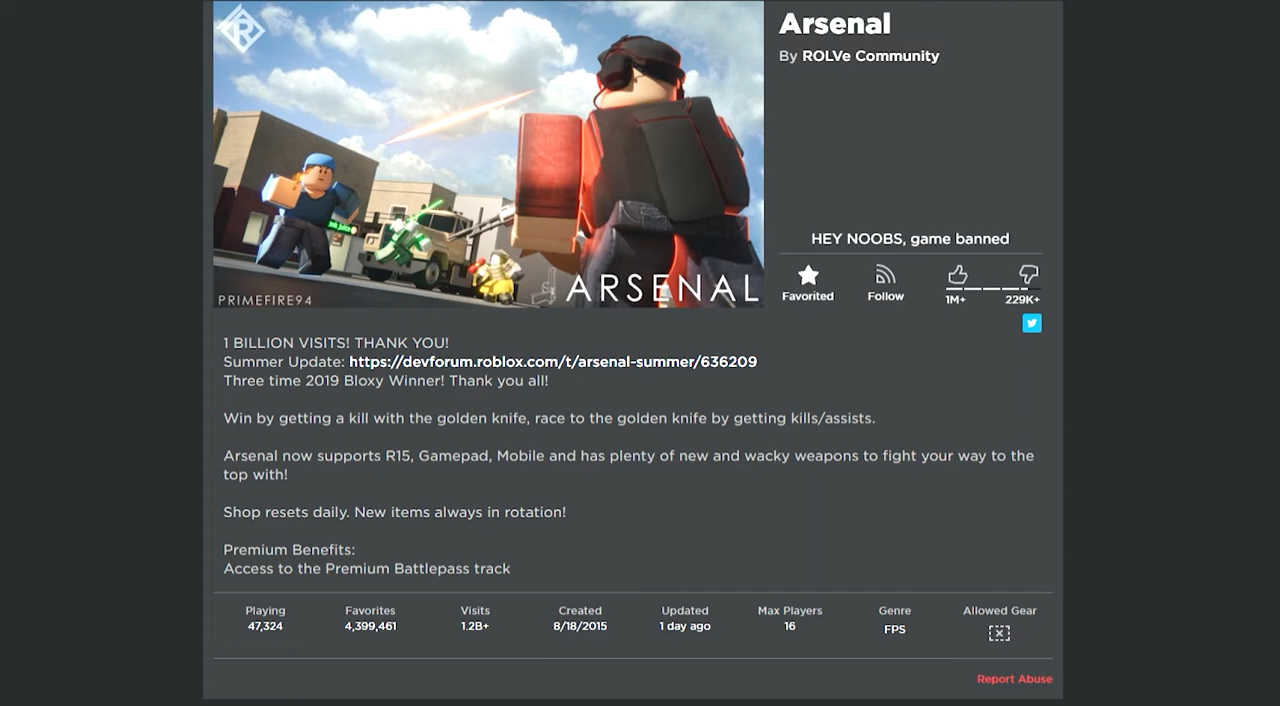 Arsenal
By ROLVe Community
ARSENAL
PRIMEFIRE94
HEY NOOBS, game banned
Favorited
Follow
1M+
229K+
1 BILLION VISITS! THANK YOU!
Summer Update: https://devforum.roblox.com/t/arsenal-summer/636209
Three time 2019 Bloxy Winner! Thank you all!
Win by getting a kill with the golden knife, race to the golden knife by getting kills/assists.
Arsenal now supports R15, Gamepad, Mobile and has plenty of new and wacky weapons to fight your way to the
top with!
Shop resets daily. New items always in rotation!
Premium Benefits:
Access to the Premium Battlepass track
Playing Favorites Visits Created Updated Max Players Genre Allowed Gear
47,324 4,399,461 1.2B+ 8/18/2015 1 day ago 16 FPS
Report Abuse